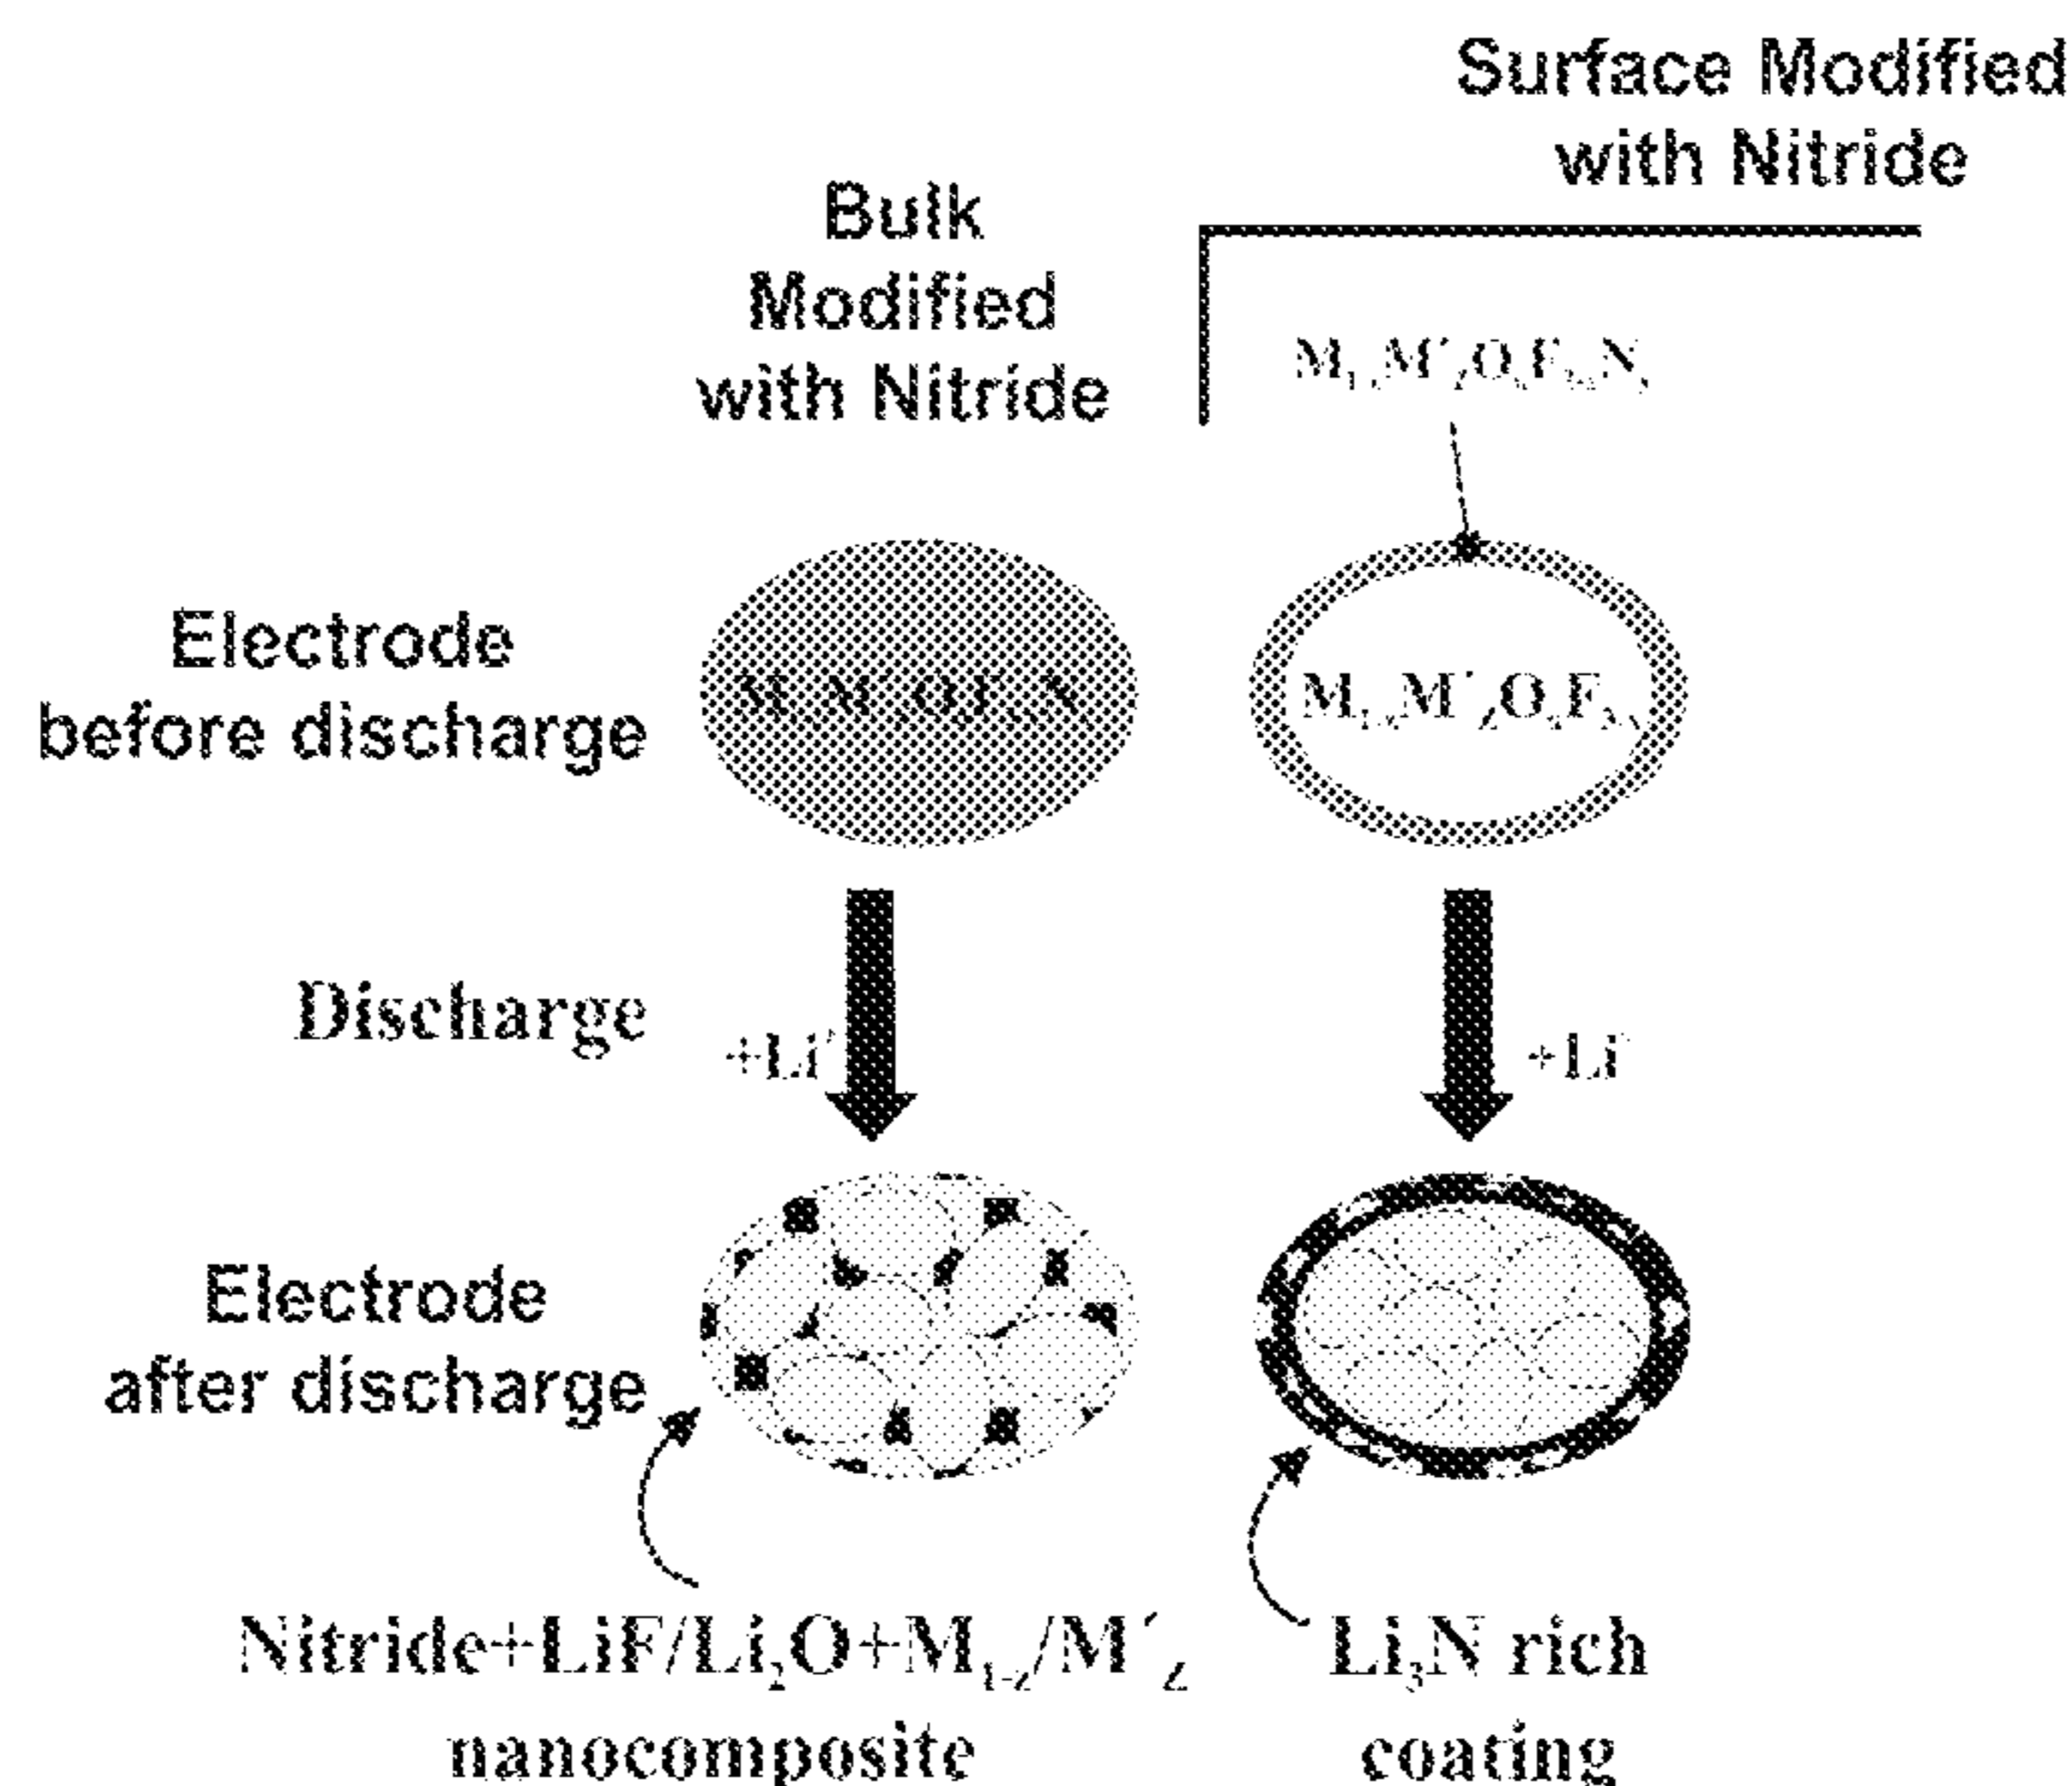 Surface Modified
with Nitride
Bulk
Modified
with Nitride
Electrode
before discharge
Discharge
+Li⁺
+Li⁺
Electrode
after discharge
Nitride+LiF/Li₂O+M₁₋z/M´z
nanocomposite
Li₃N rich
coating